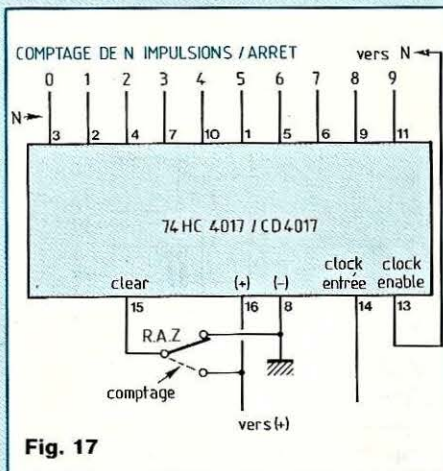 COMPTAGE DE N IMPULSIONS / ARRET vers N
0 1 2 3 4 5 6 7 8 9
N
3 2 4 7 10 1 5 6 9 11
74 HC 4017 / CD4017
clear (+) (-) clock entrée clock enable
15 16 8 14 13
R.A.Z
comptage
vers (+)
Fig. 17